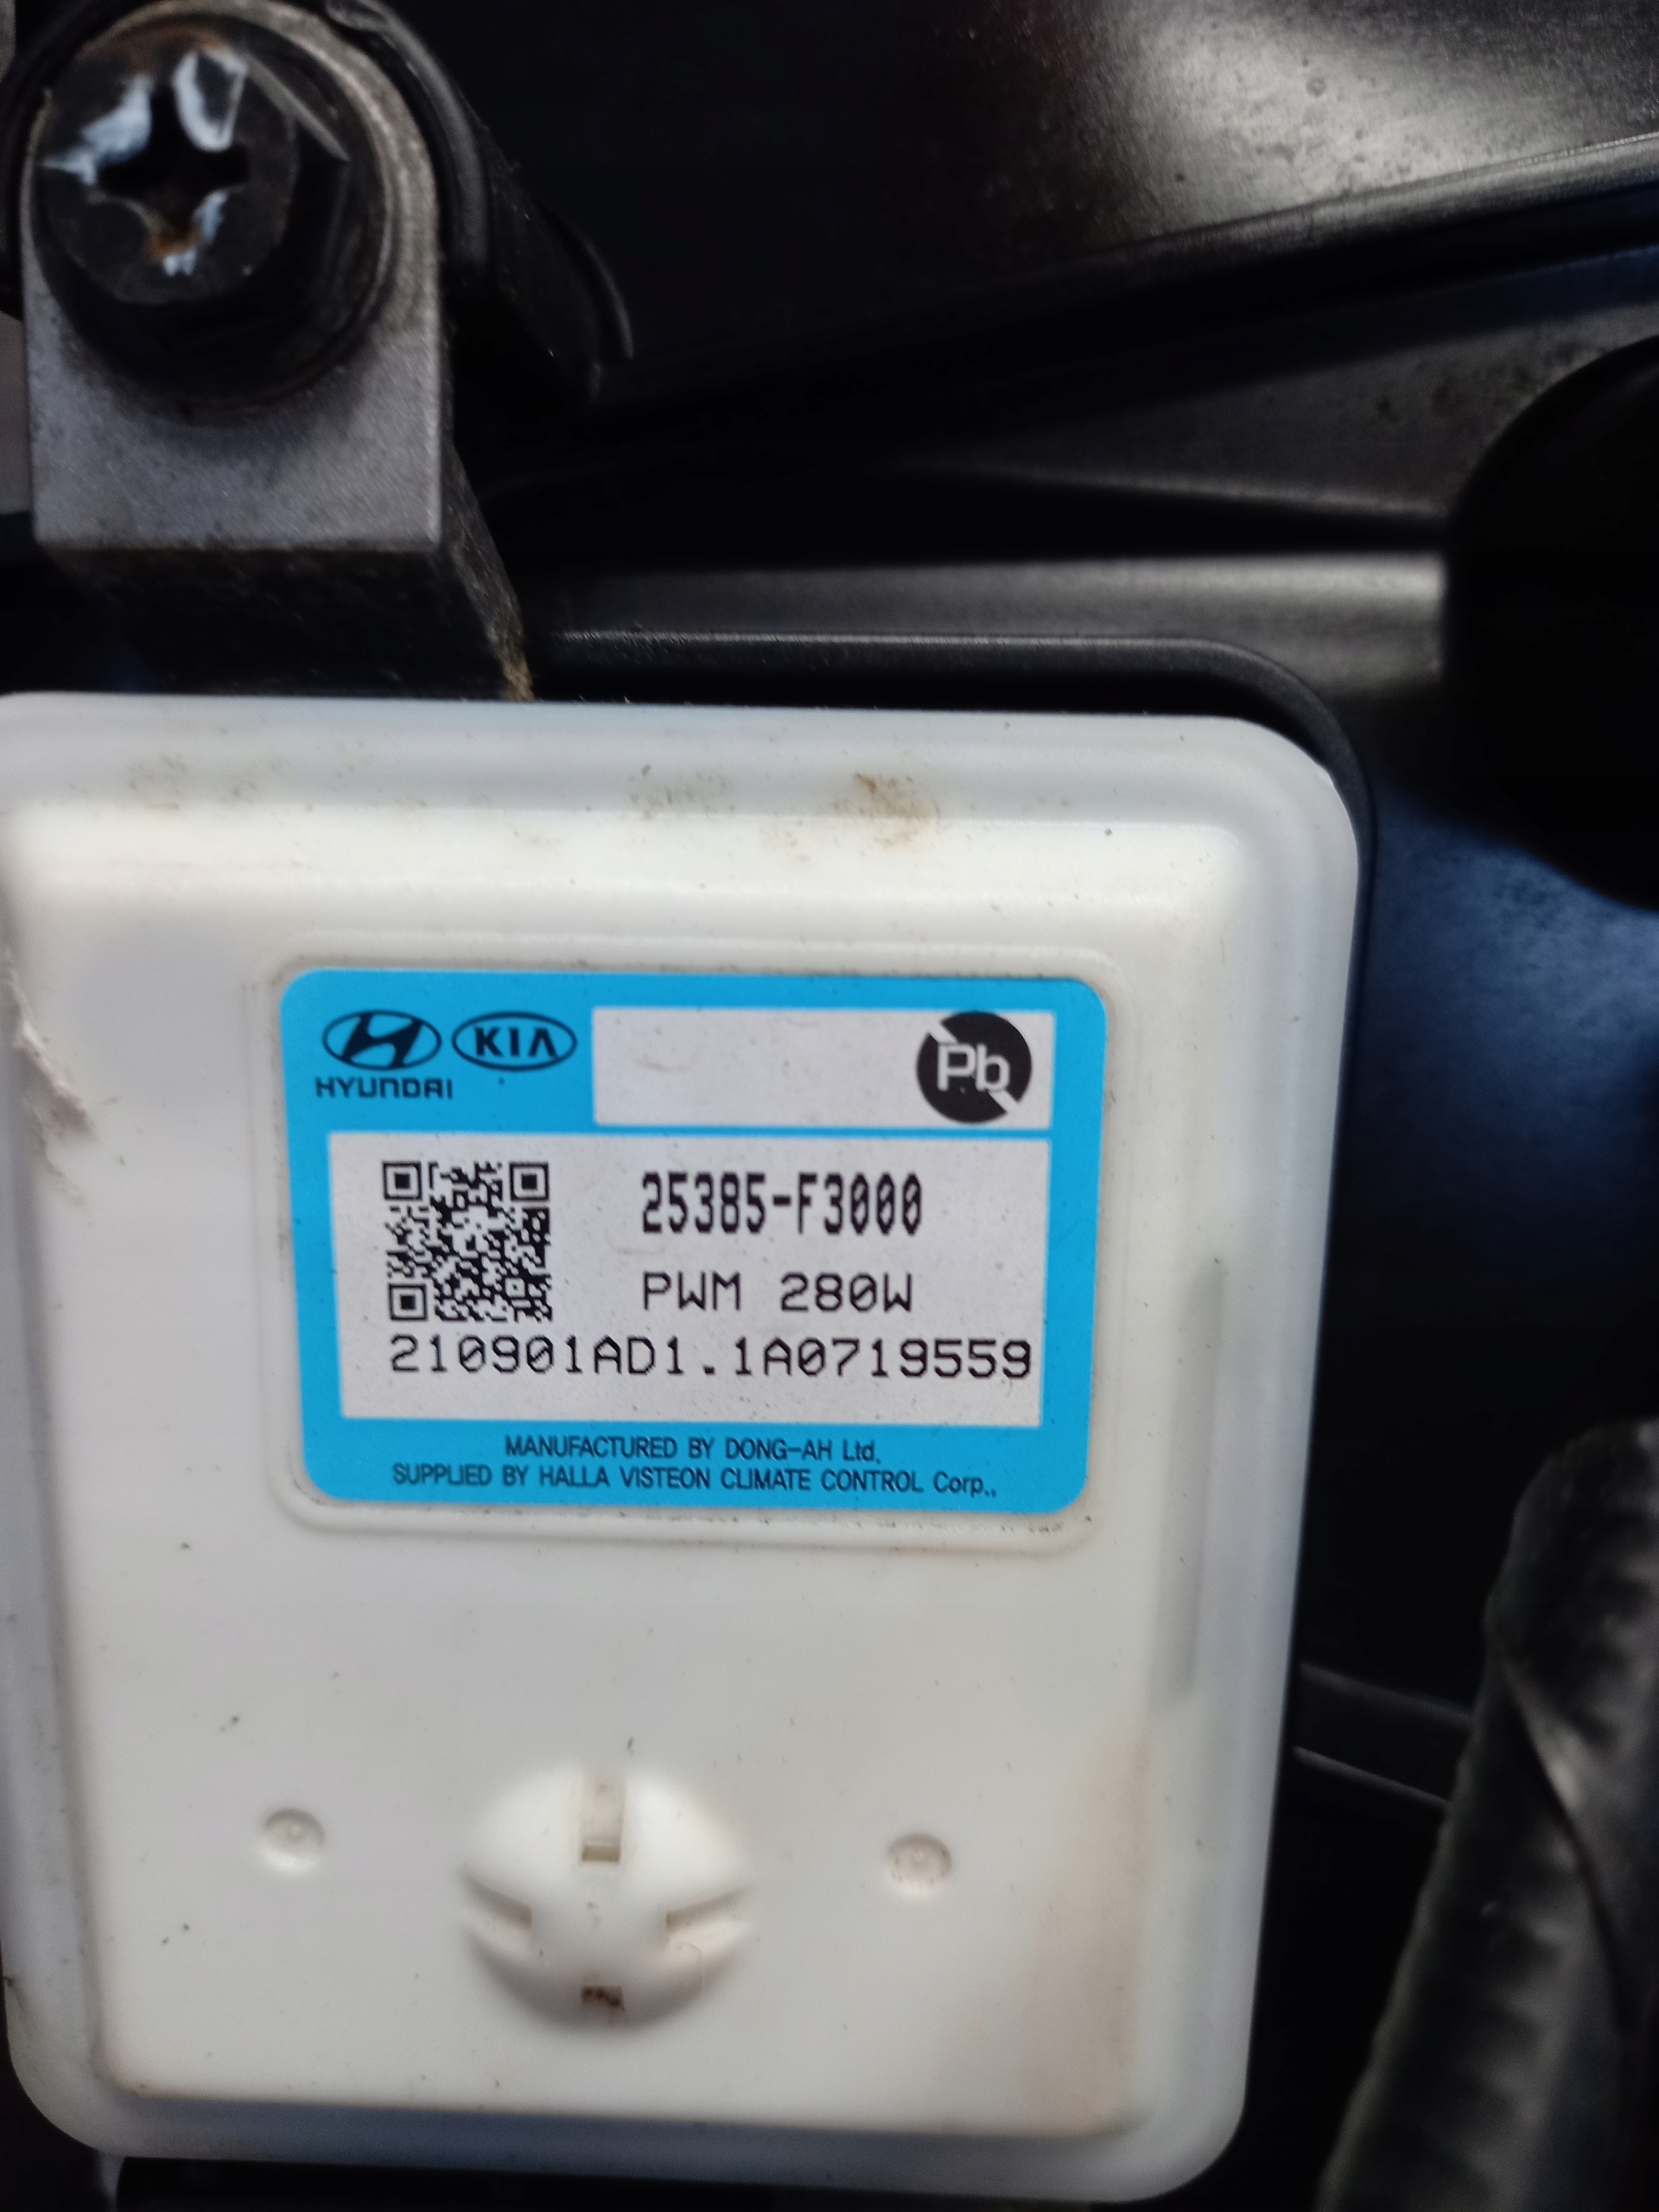 HYUNDAI
KIA
Pb
25385-F3000
PWM 280W
210901AD1.1A0719559
MANUFACTURED BY DONG-AH Ltd.
SUPPLIED BY HALLA VISTEON CLIMATE CONTROL Corp.,